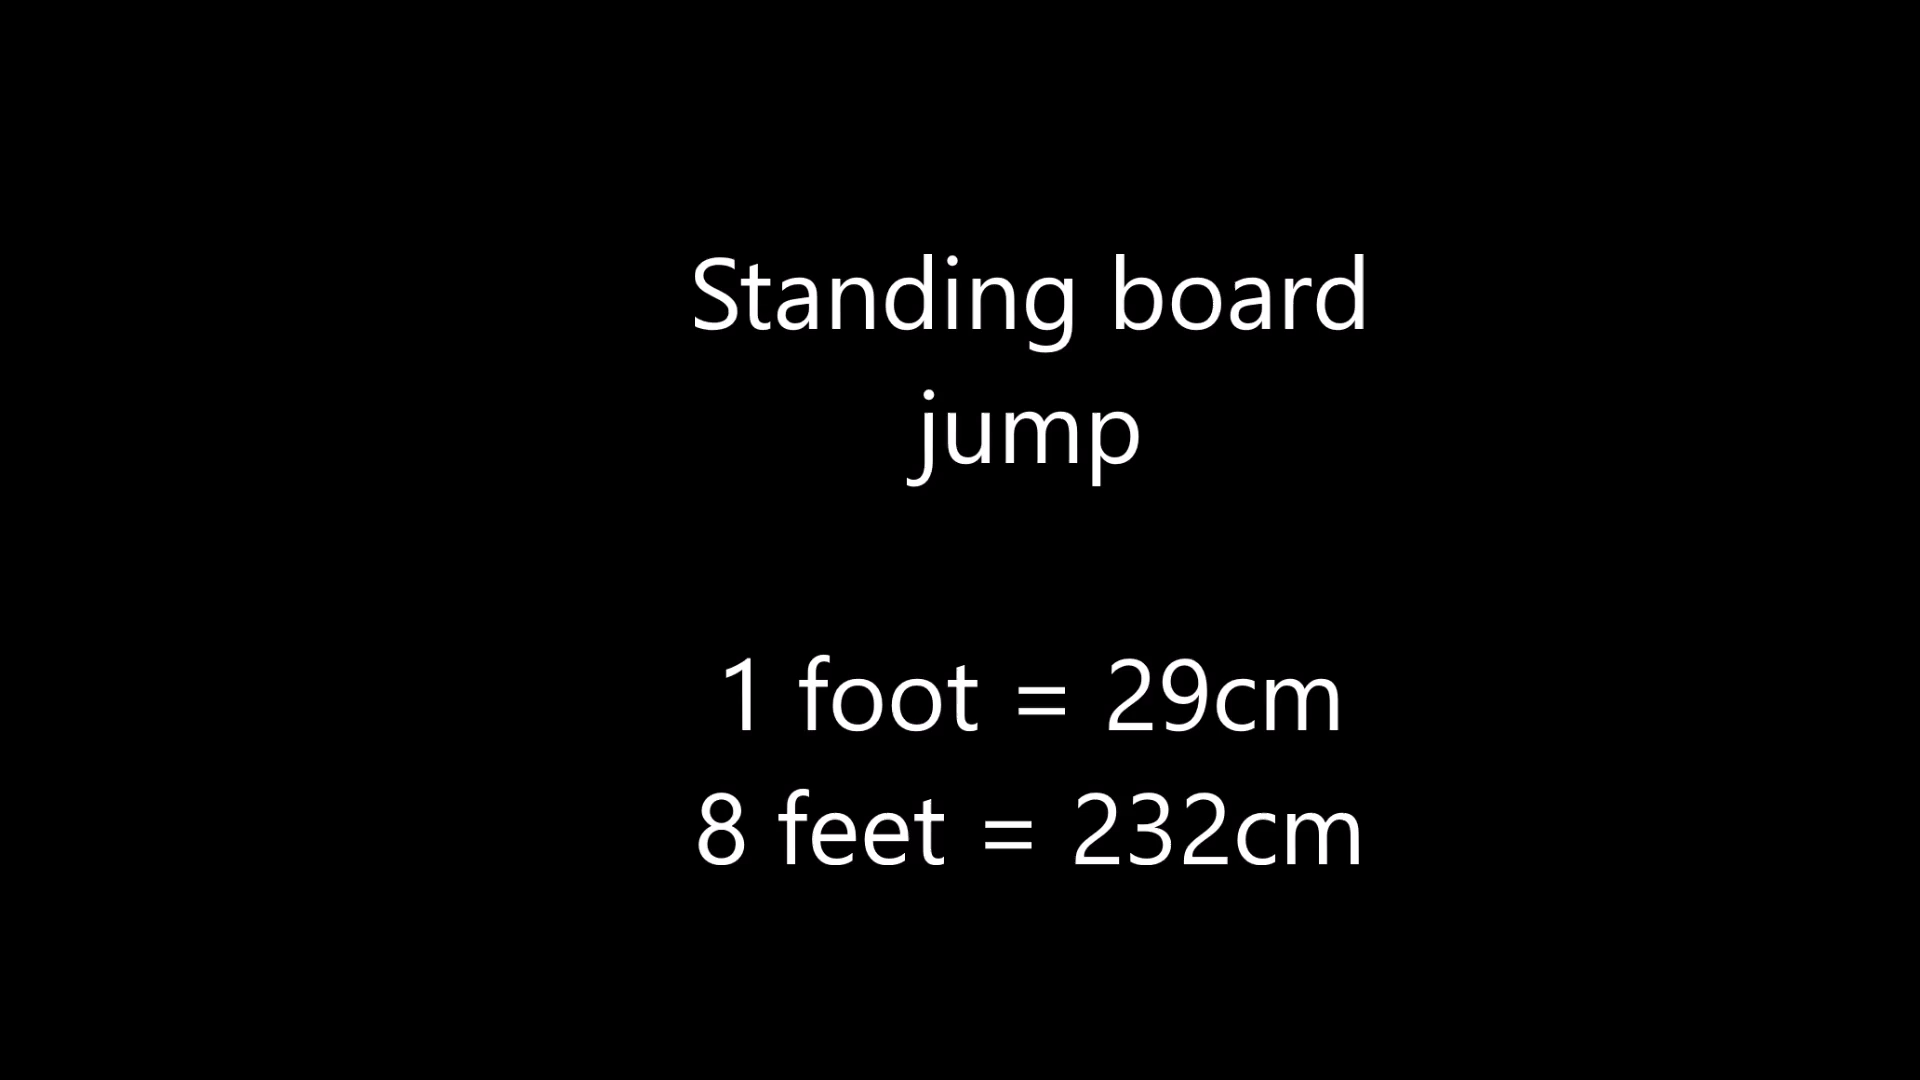 Standing board
jump
1 foot = 29cm
8 feet = 232cm